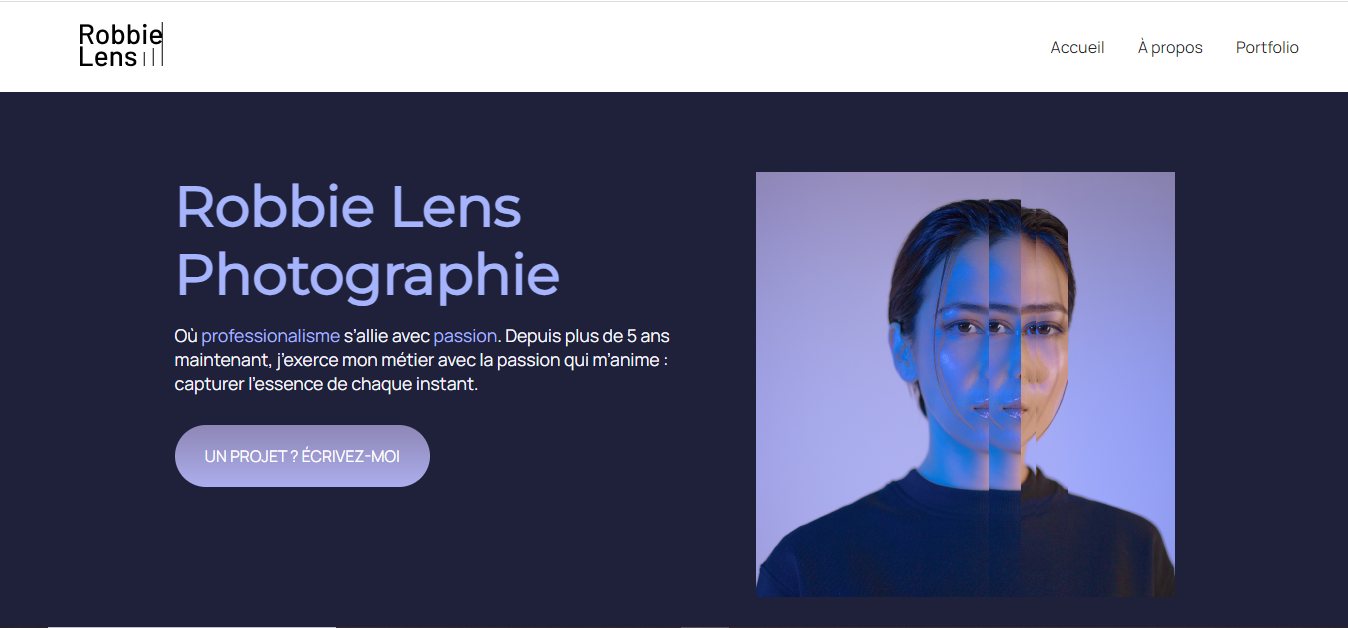 Robbie
Lens
Accueil
À propos
Portfolio
Robbie Lens
Photographie
Où professionalisme s’allie avec passion. Depuis plus de 5 ans
maintenant, j’exerce mon métier avec la passion qui m’anime :
capturer l’essence de chaque instant.
UN PROJET ? ÉCRIVEZ-MOI